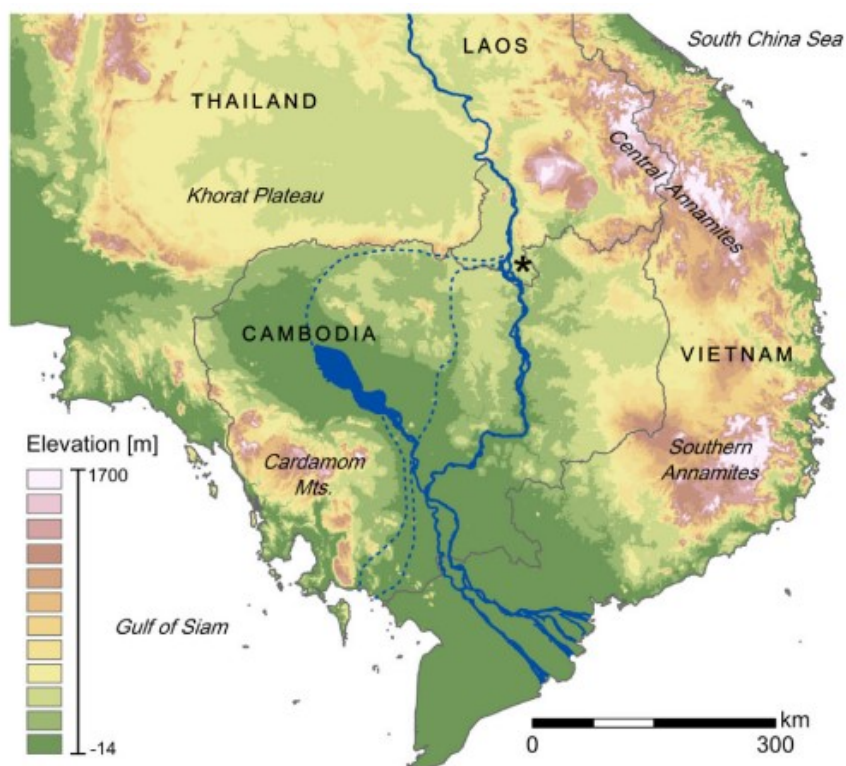 LAOS
South China Sea
THAILAND
Central Annamites
Khorat Plateau
*
CAMBODIA
VIETNAM
Elevation [m]
1700
Cardamom
Mts.
Southern
Annamites
Gulf of Siam
-14
km
0
300